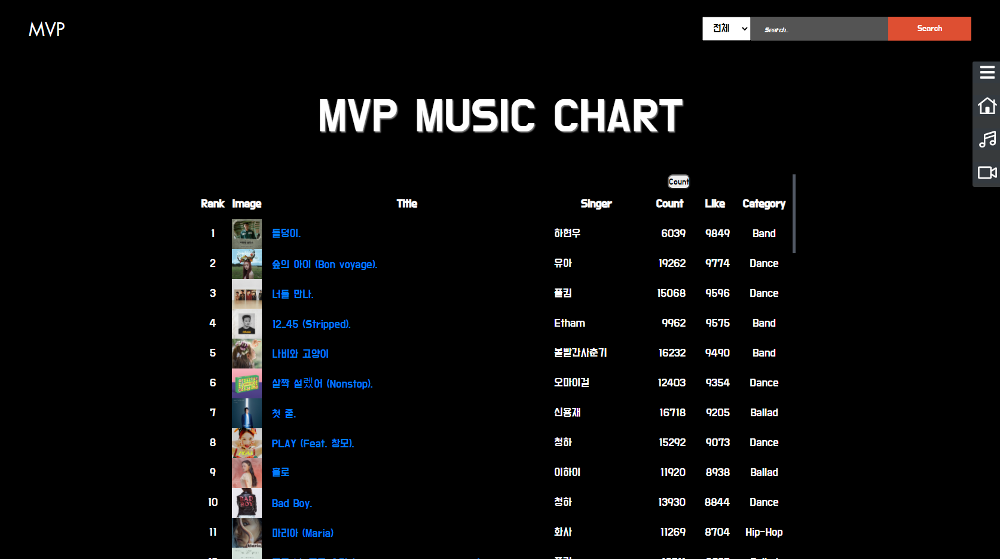 MVP
전체
Search..
Search
MVP MUSIC CHART
Count
Rank Image Title Singer Count Like Category
1 돌덩이. 하현우 6039 9849 Band
2 숲의 아이 (Bon voyage). 유아 19262 9774 Dance
3 너를 만나. 폴킴 15068 9596 Dance
4 12_45 (Stripped). Etham 9962 9575 Band
5 나비와 고양이 볼빨간사춘기 16232 9490 Band
6 살짝 설렜어 (Nonstop). 오마이걸 12403 9354 Dance
7 첫 줄. 신용재 16718 9205 Ballad
8 PLAY (Feat. 창모). 청하 15292 9073 Dance
9 홀로 이하이 11920 8938 Ballad
10 Bad Boy. 청하 13930 8844 Dance
BAD BOY
11 마리아 (Maria) 화사 11269 8704 Hip-Hop
Maria